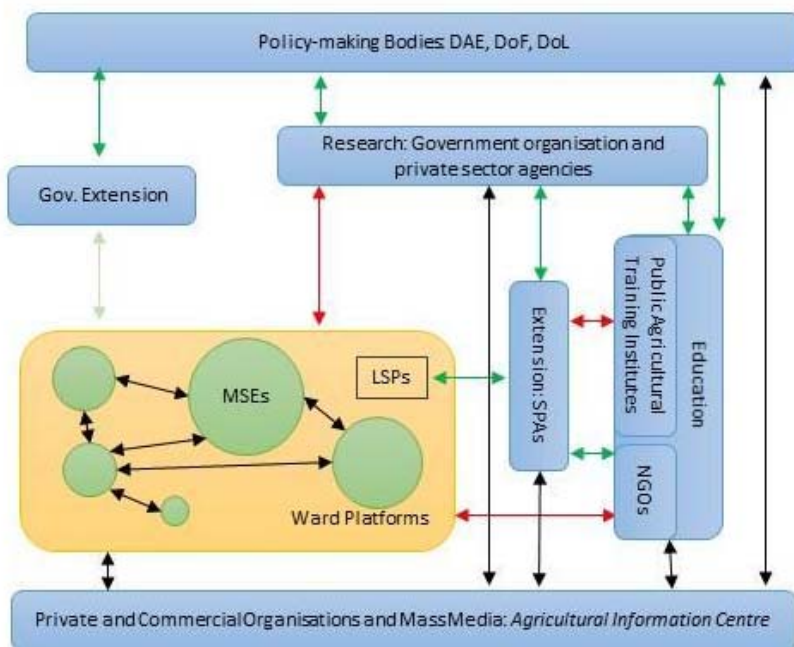 Policy-making Bodies: DAE, DoF, DoL
Research: Government organisation and
private sector agencies
Gov. Extension
Public Agricultural
Training Institutes
Education
Extension: SPAs
LSPs
MSEs
NGOs
Ward Platforms
Private and Commercial Organisations and Mass Media: Agricultural Information Centre